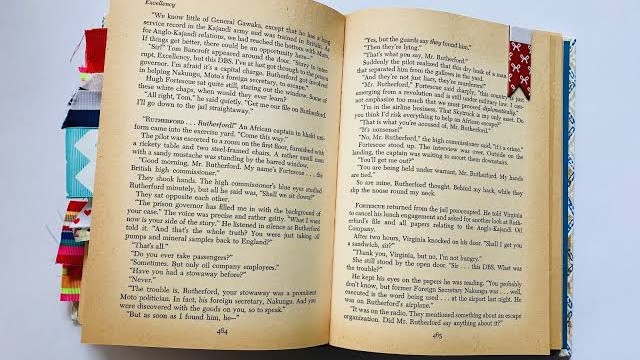 Excellency
"We know little of General Gawaka, except that he has a long
service record in the Kajandi army and was trained in Britain. As
for Anglo-Kajandi relations, we had reached the bottom with Moto.
If things get better, there could be an opportunity here—"
"Sir!" Tom Bancroft appeared around the door. "Sorry to inter-
rupt, Excellency, but this DBS. I've at last got through to the prison
governor. I'm afraid it's a capital charge. Rutherford got involved
in helping Nakungu, Moto's foreign secretary, to escape."
Hugh Fortescue sat quite still, staring out the window. Some of
these white chaps, when would they ever learn?
"All right, Tom," he said quietly. "Get me our file on Rutherford.
I'll go down to the jail straightaway."
"RUTHERFORD . . . Rutherford!" An African captain in khaki uni-
form came into the exercise yard. "Come this way."
The pilot was escorted to a room on the first floor, furnished with
a rickety table and two steel-framed chairs. A rather small man
with a sandy mustache was standing by the barred window.
"Good morning, Mr. Rutherford. My name's Fortescue . . . the
British high commissioner."
They shook hands. The high commissioner's blue eyes studied
Rutherford minutely, but all he said was, "Shell we sit down?"
They sat opposite each other.
"The prison governor has filled me in with the background of
your case." The voice was precise and rather gritty. "What I want
now is your side of the story." He listened in silence as Rutherford
told it. "And that's the whole truth? You were just taking oil
pumps and mineral samples back to England?"
"That's all."
"Do you ever take passengers?"
"Sometimes. But only oil company employees."
"Have you had a stowaway before?"
"Never."
"The trouble is, Rutherford, your stowaway was a prominent
Moto politician. In fact, his foreign secretary, Nakungu. And you
were discovered with the goods on you, so to speak."
"But as soon as I found him, he—"
464
"Yes, but the guards say they found him."
"Then they're lying."
"That's what you say, Mr. Rutherford."
Suddenly the pilot realized that this dry husk of a man
that separated him from the gallows in the yard.
"And they're not just liars, they're murderers!"
"Mr. Rutherford," Fortescue said sharply, "this country is just
emerging from a revolution and is still under military law. I can-
not emphasize too much that we must proceed diplomatically."
"I'm in the airline business. That Skytruck is my only asset. Do
you think I'd risk everything to help an African escape?"
"That is what you're accused of, Mr. Rutherford."
"It's nonsense!"
"No, Mr. Rutherford," the high commissioner said, "it's a crime."
Fortescue stood up. The interview was over. Outside on the
landing, the captain was waiting to escort them downstairs.
"You'll get me out?"
"You are being held under warrant, Mr. Rutherford. My hands
are tied."
So are mine, Rutherford thought. Behind my back, while they
slip the noose round my neck.
FORTESCUE returned from the jail preoccupied. He told Virginia
to cancel his lunch engagement and asked for another look at Ruth-
erford's file and all papers relating to the Anglo-Kajandi Oil
Company.
After two hours, Virginia knocked on his door. "Shall I get you
a sandwich, sir?"
"Thank you, Virginia, but no, I'm not hungry."
She still stood by the open door. "Sir . . . this DBS. What was
the trouble?"
He kept his eyes on the papers he was reading. "You probably
don't know, but former Foreign Secretary Nakungu was . . . well,
executed is the word being used . . . at the airport last night. He
was on Rutherford's airplane."
"It was on the radio. They mentioned something about an escape
organization. Did Mr. Rutherford say anything about it?"
465